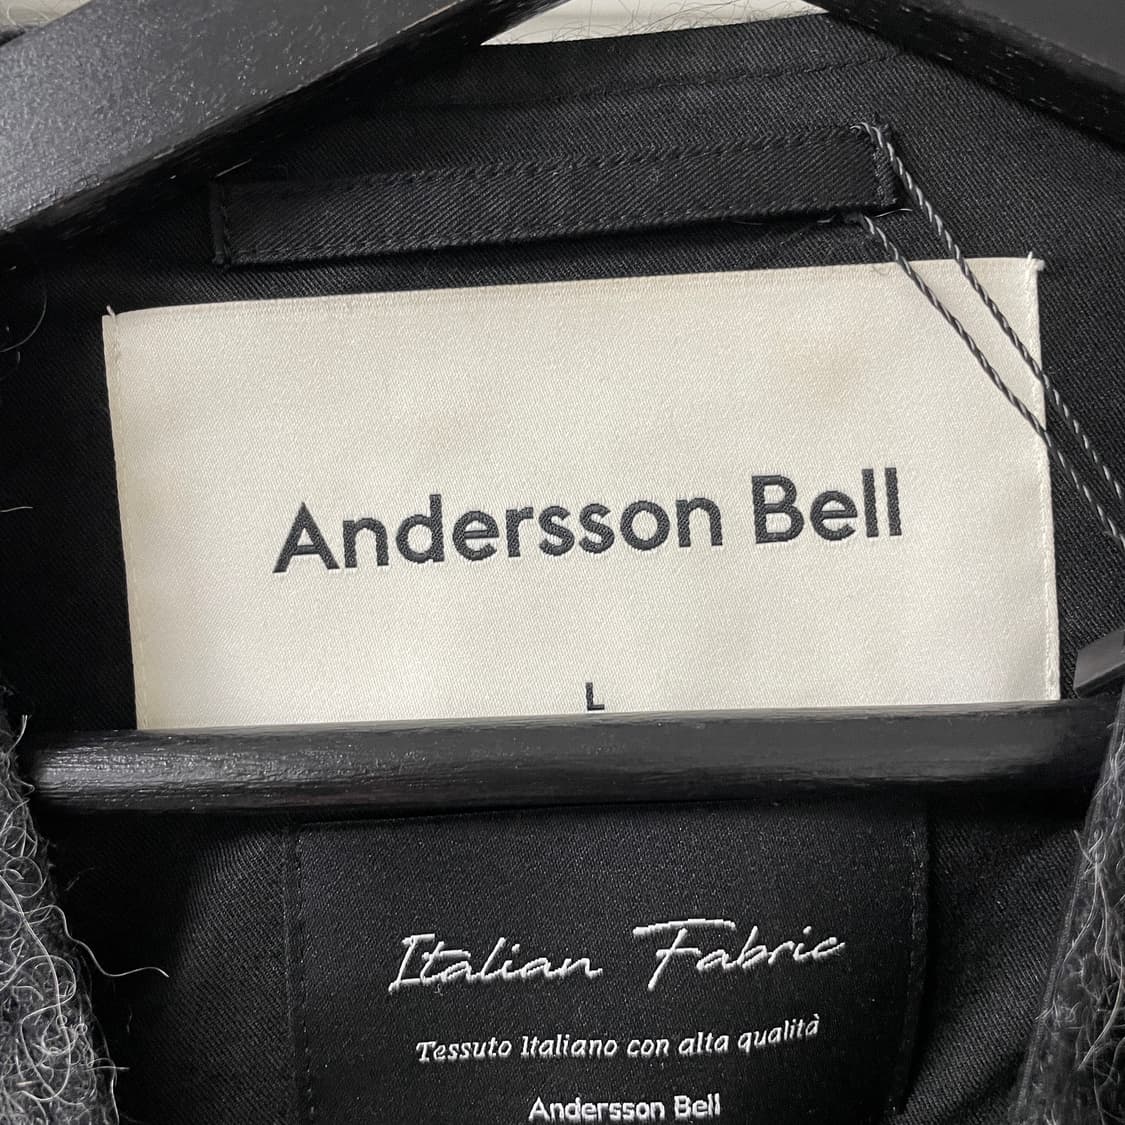 Andersson Bell
L
Italian Fabric
Tessuto Italiano con alta qualità
Andersson Bell